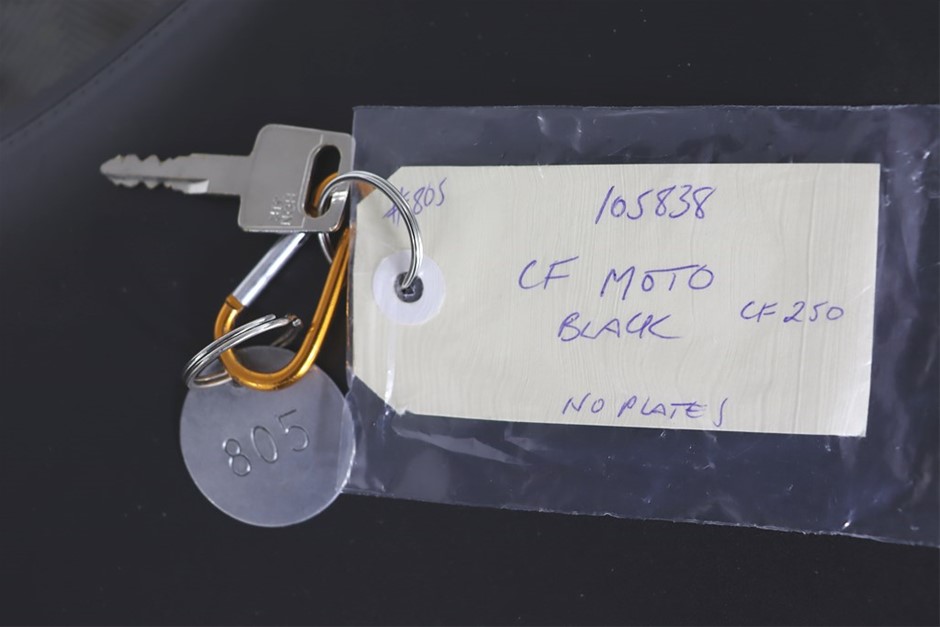 #805
105838
CF MOTO
BLACK
CF250
NO PLATES
805